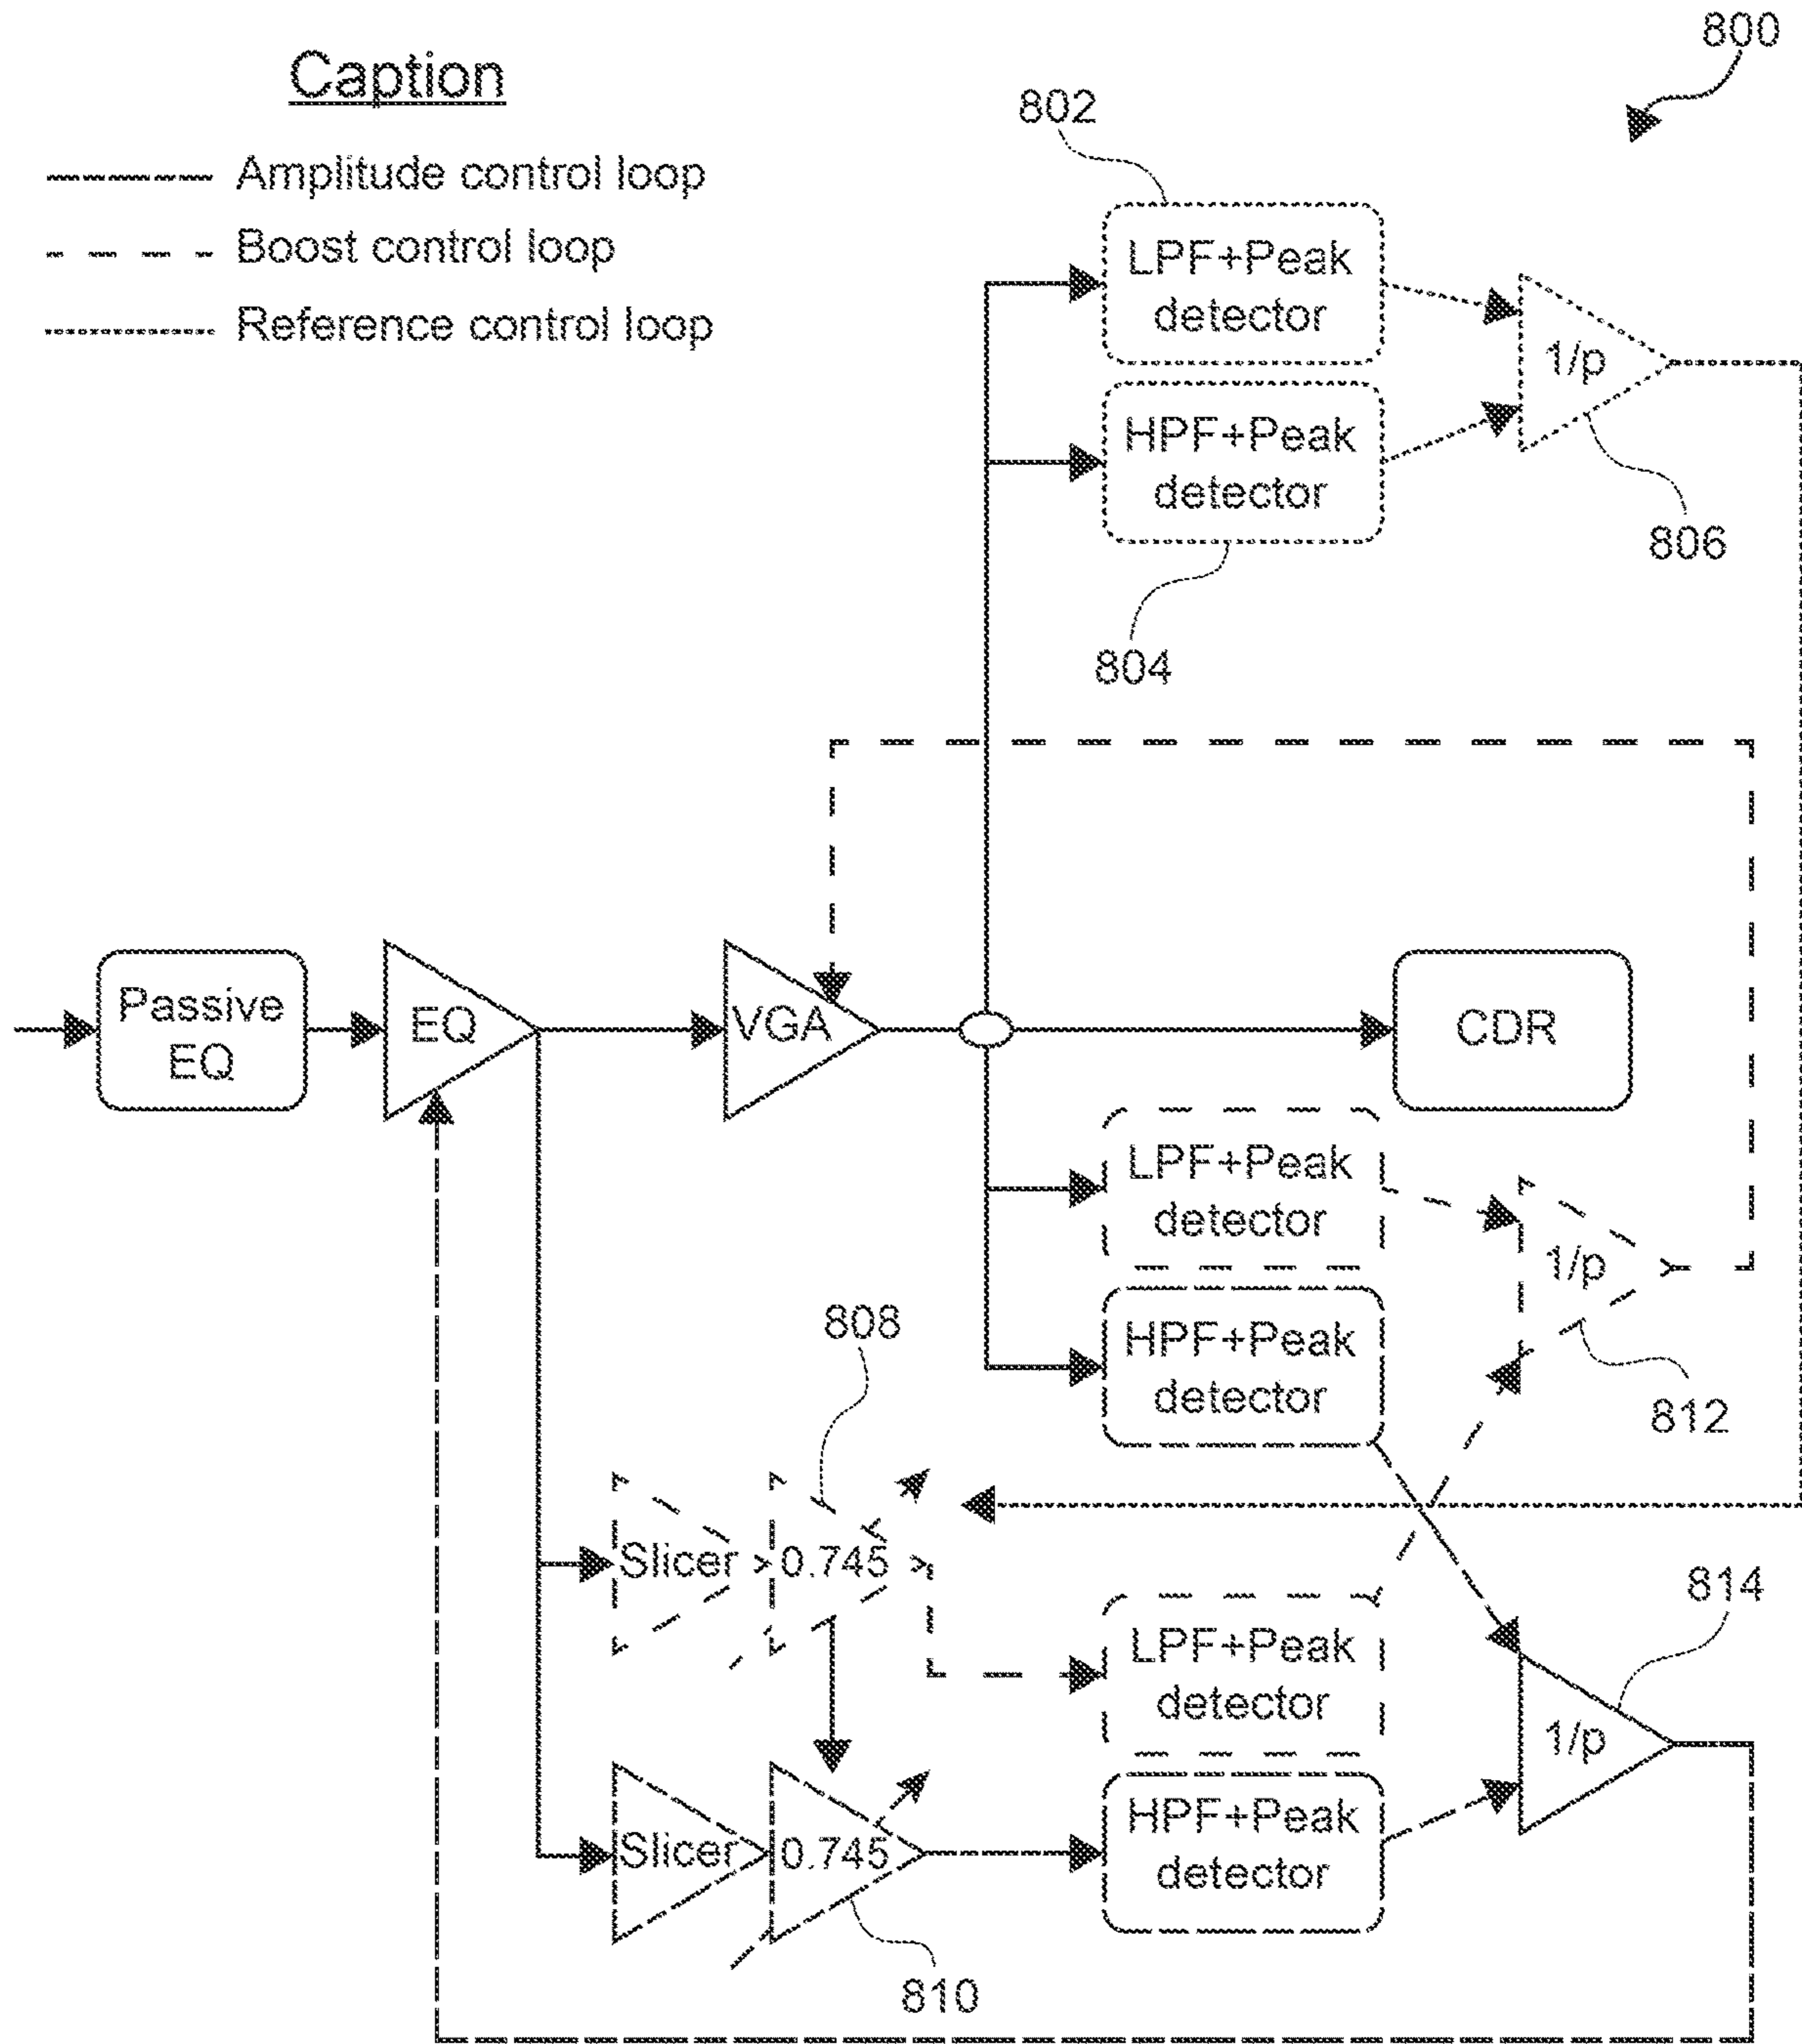 800
Caption
Amplitude control loop
Boost control loop
Reference control loop
802
LPF+Peak
detector
1/p
HPF+Peak
detector
806
804
Passive
EQ
EQ
VGA
CDR
LPF+Peak
detector
1/p
808
HPF+Peak
detector
812
Slicer
0.745
814
LPF+Peak
detector
1/p
Slicer
0.745
HPF+Peak
detector
810